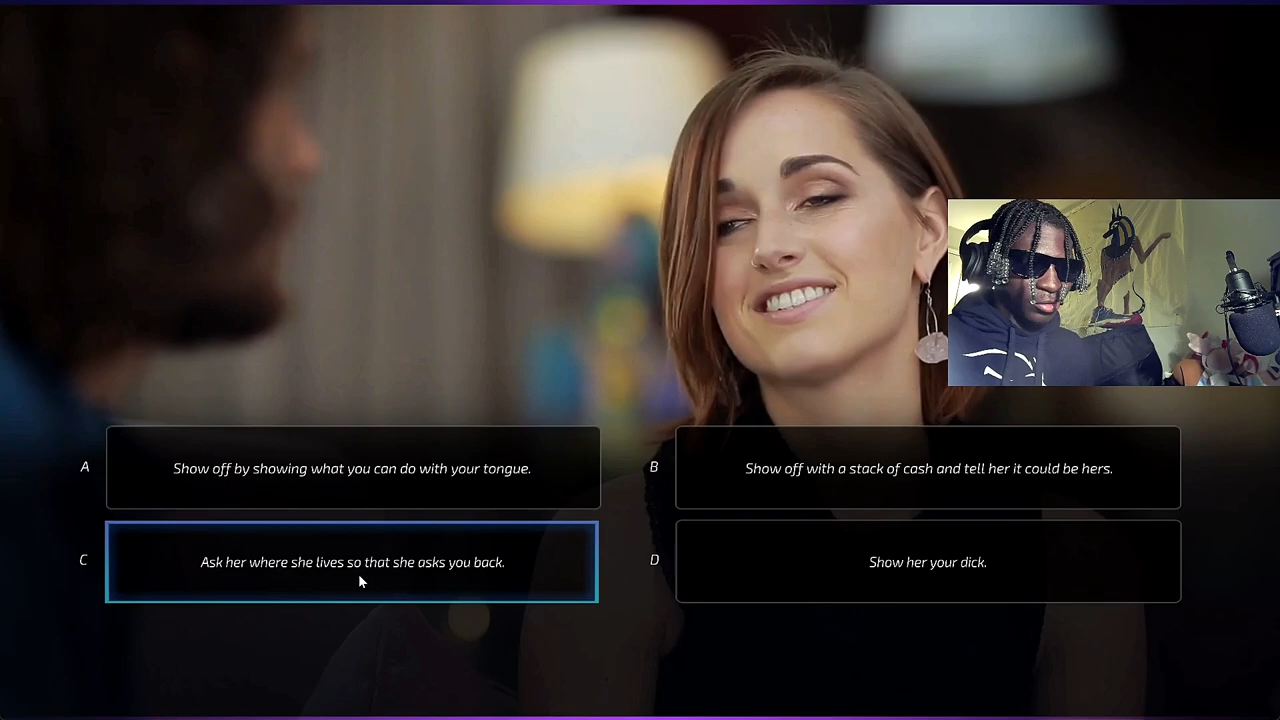 A
Show off by showing what you can do with your tongue.
B
Show off with a stack of cash and tell her it could be hers.
C
Ask her where she lives so that she asks you back.
D
Show her your dick.